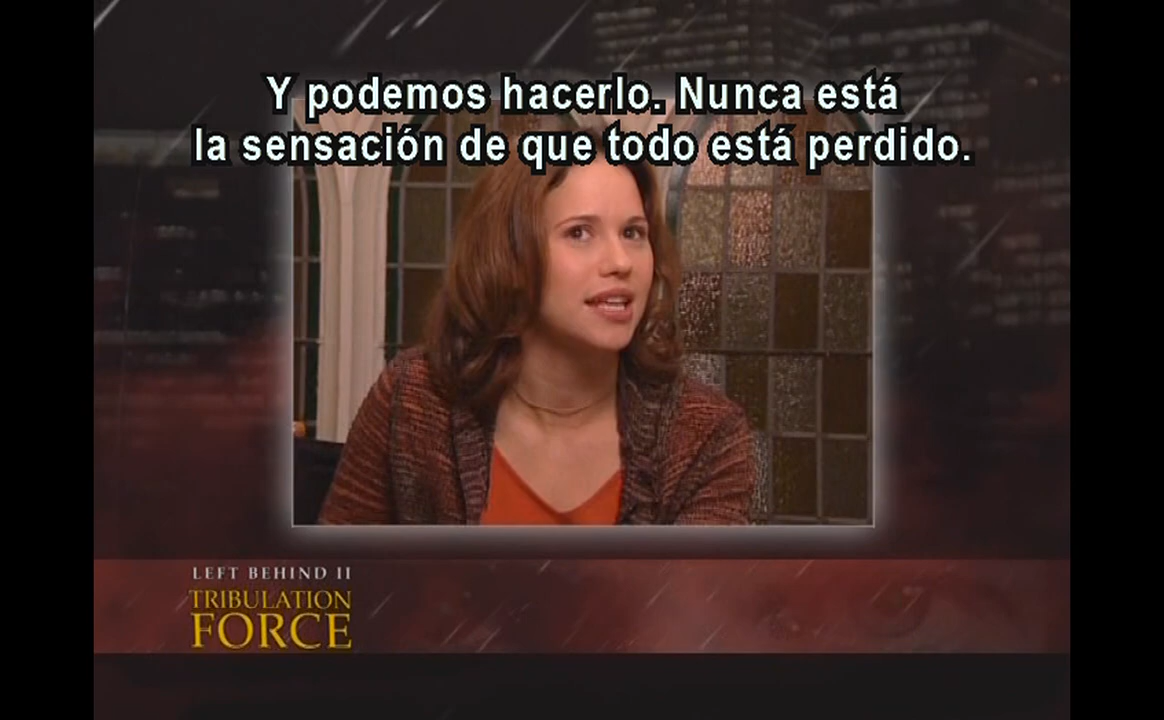 Y podemos hacerlo. Nunca está
la sensación de que todo está perdido.
LEFT BEHIND II
TRIBULATION
FORCE